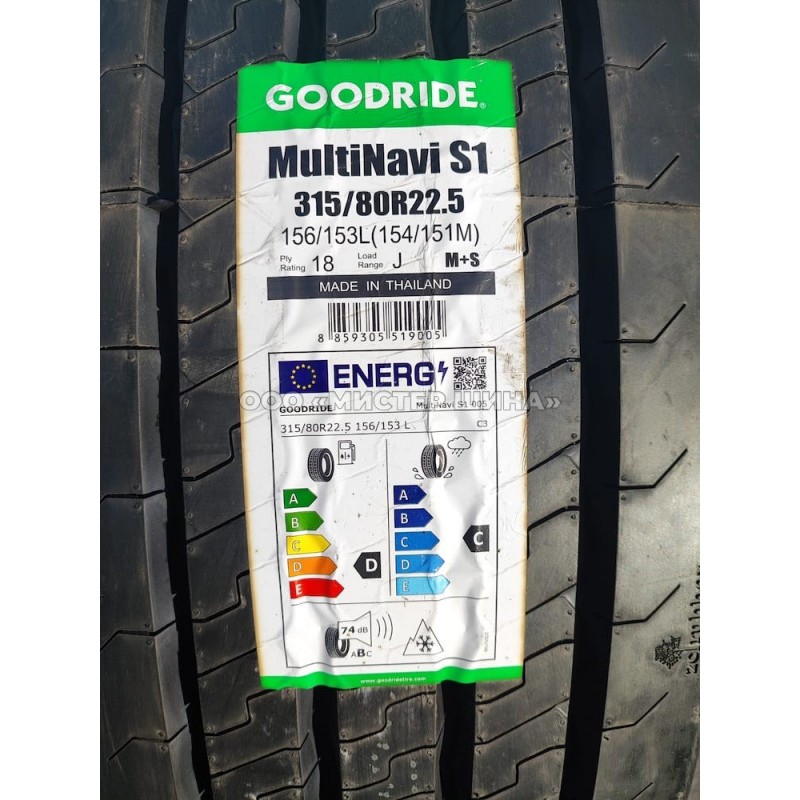 GOODRIDE®
MultiNavi S1
315/80R22.5
156/153L(154/151M)
Ply Rating 18 Load Range J M+S
MADE IN THAILAND
8 859305 519005
ENERG
ООО «МИСТЕР ШИНА»
GOODRIDE MultiNavi S1 005
315/80R22.5 156/153 L C3
A A
B B
C C C
D D D
E E
74 dB
ABC
www.goodridetire.com